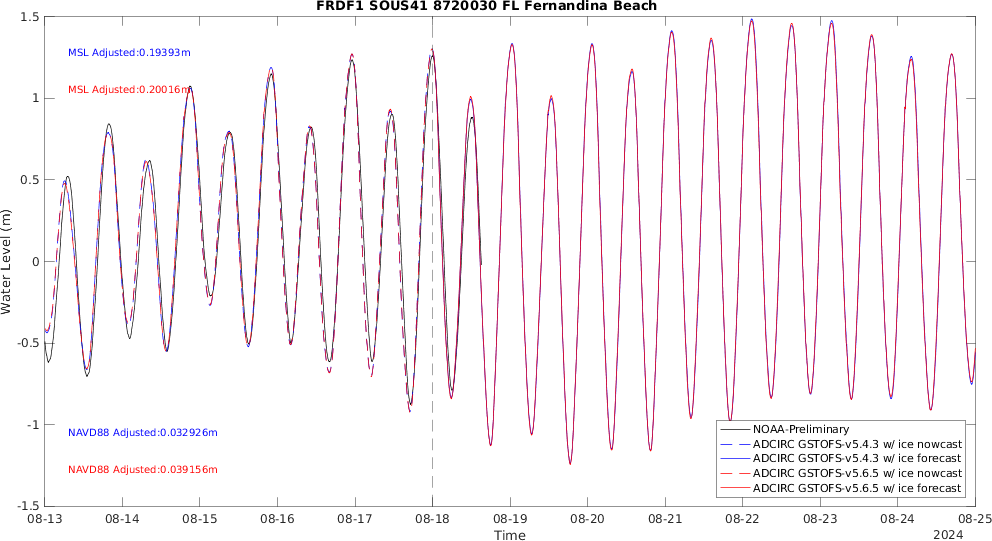 FRDF1 SOUS41 8720030 FL Fernandina Beach
1.5
MSL Adjusted:0.19393m
MSL Adjusted:0.20016m
1
0.5
0
-0.5
-1
-1.5
Water Level (m)
NAVD88 Adjusted:0.032926m
NAVD88 Adjusted:0.039156m
NOAA-Preliminary
ADCIRC GSTOFS-v5.4.3 w/ ice nowcast
ADCIRC GSTOFS-v5.4.3 w/ ice forecast
ADCIRC GSTOFS-v5.6.5 w/ ice nowcast
ADCIRC GSTOFS-v5.6.5 w/ ice forecast
08-13 08-14 08-15 08-16 08-17 08-18 08-19 08-20 08-21 08-22 08-23 08-24 08-25
Time
2024